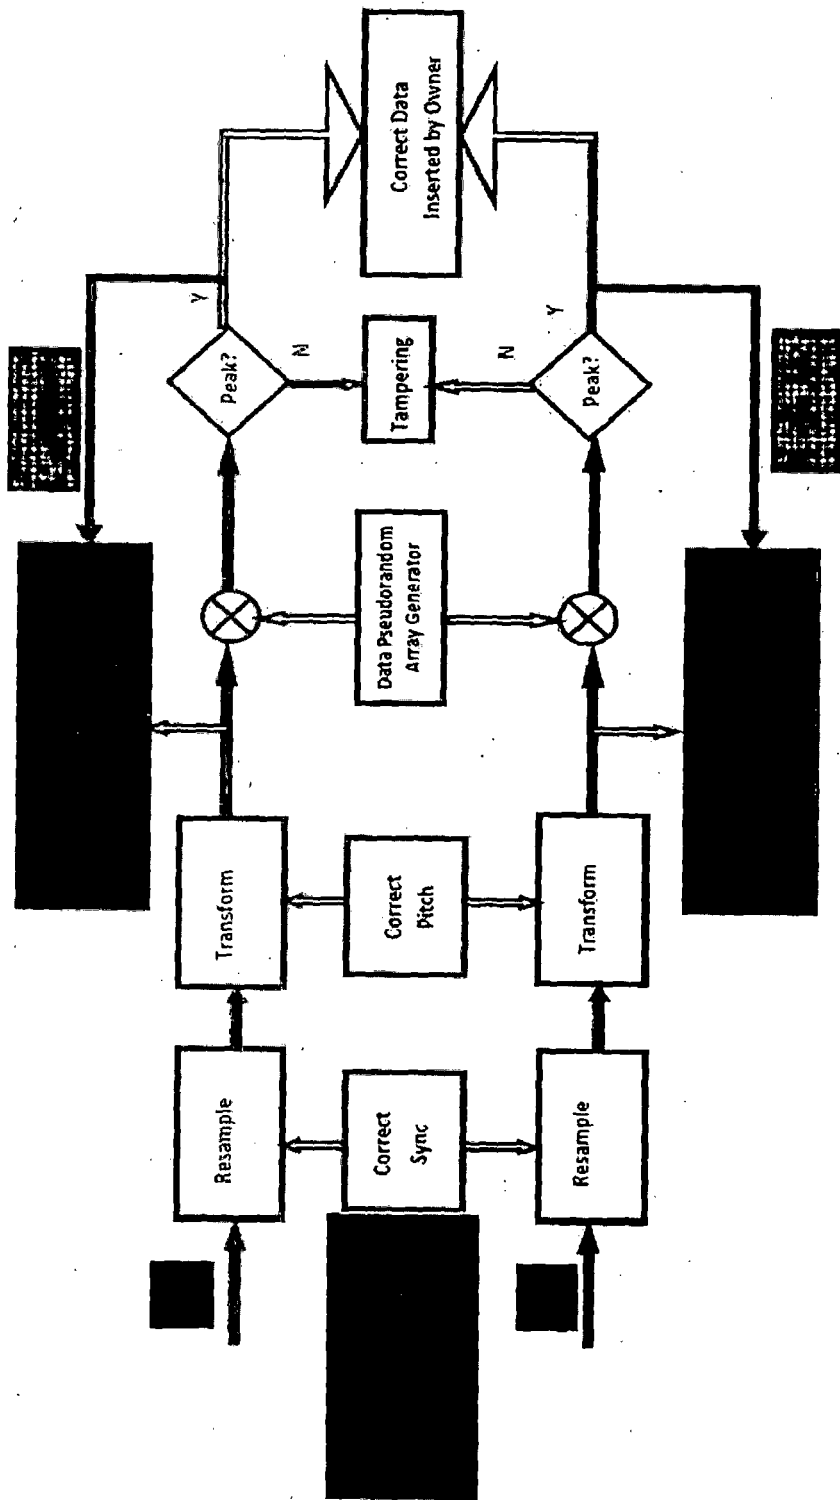 Resample
Transform
Peak?
Y
N
Correct
Sync
Correct
Pitch
Data Pseudorandom
Array Generator
Tampering
Correct Data
Inserted by Owner
Resample
Transform
Peak?
N
Y